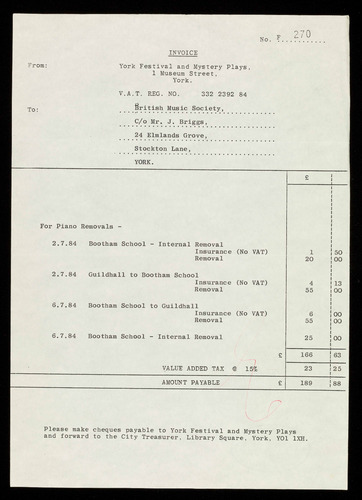 No. F 270
INVOICE
From: York Festival and Mystery Plays,
1 Museum Street,
York.
V.A.T. REG. NO. 332 2392 84
To: British Music Society,
C/o Mr. J. Briggs,
24 Elmlands Grove,
Stockton Lane,
YORK.
£
For Piano Removals -
2.7.84 Bootham School - Internal Removal
Insurance (No VAT) 1 50
Removal 20 00
2.7.84 Guildhall to Bootham School
Insurance (No VAT) 4 13
Removal 55 00
6.7.84 Bootham School to Guildhall
Insurance (No VAT) 6 00
Removal 55 00
6.7.84 Bootham School - Internal Removal 25 00
£ 166 63
VALUE ADDED TAX @ 15% 23 25
AMOUNT PAYABLE £ 189 88
Please make cheques payable to York Festival and Mystery Plays
and forward to the City Treasurer, Library Square, York, YO1 1XH.